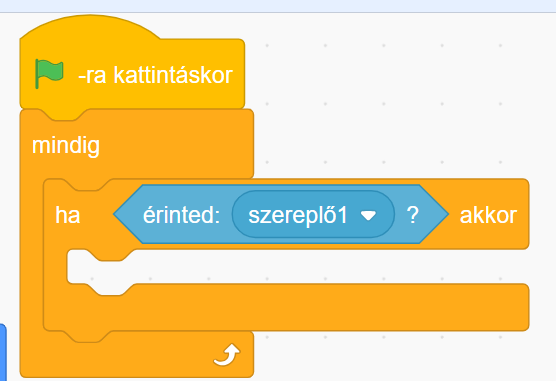 -ra kattintáskor
mindig
ha érinted: szereplő1 ? akkor